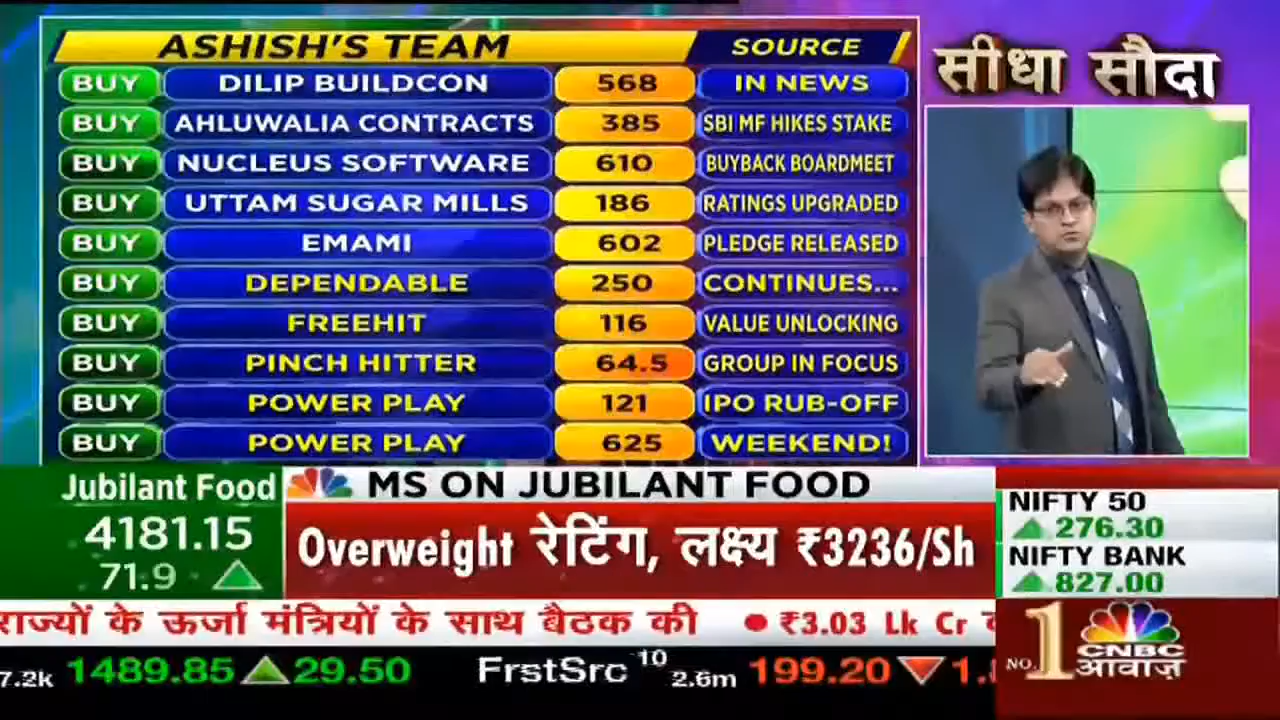 ASHISH'S TEAM SOURCE
BUY DILIP BUILDCON 568 IN NEWS
BUY AHLUWALIA CONTRACTS 385 SBI MF HIKES STAKE
BUY NUCLEUS SOFTWARE 610 BUYBACK BOARDMEET
BUY UTTAM SUGAR MILLS 186 RATINGS UPGRADED
BUY EMAMI 602 PLEDGE RELEASED
BUY DEPENDABLE 250 CONTINUES...
BUY FREEHIT 116 VALUE UNLOCKING
BUY PINCH HITTER 64.5 GROUP IN FOCUS
BUY POWER PLAY 121 IPO RUB-OFF
BUY POWER PLAY 625 WEEKEND!
सीधा सौदा
Jubilant Food
4181.15
71.9
MS ON JUBILANT FOOD
Overweight रेटिंग, लक्ष्य ₹3236/Sh
NIFTY 50
276.30
NIFTY BANK
827.00
राज्यों के ऊर्जा मंत्रियों के साथ बैठक की ● ₹3.03 Lk Cr
7.2k 1489.85 29.50 FrstSrc 10 2.6m 199.20
NO.1 CNBC
आवाज़